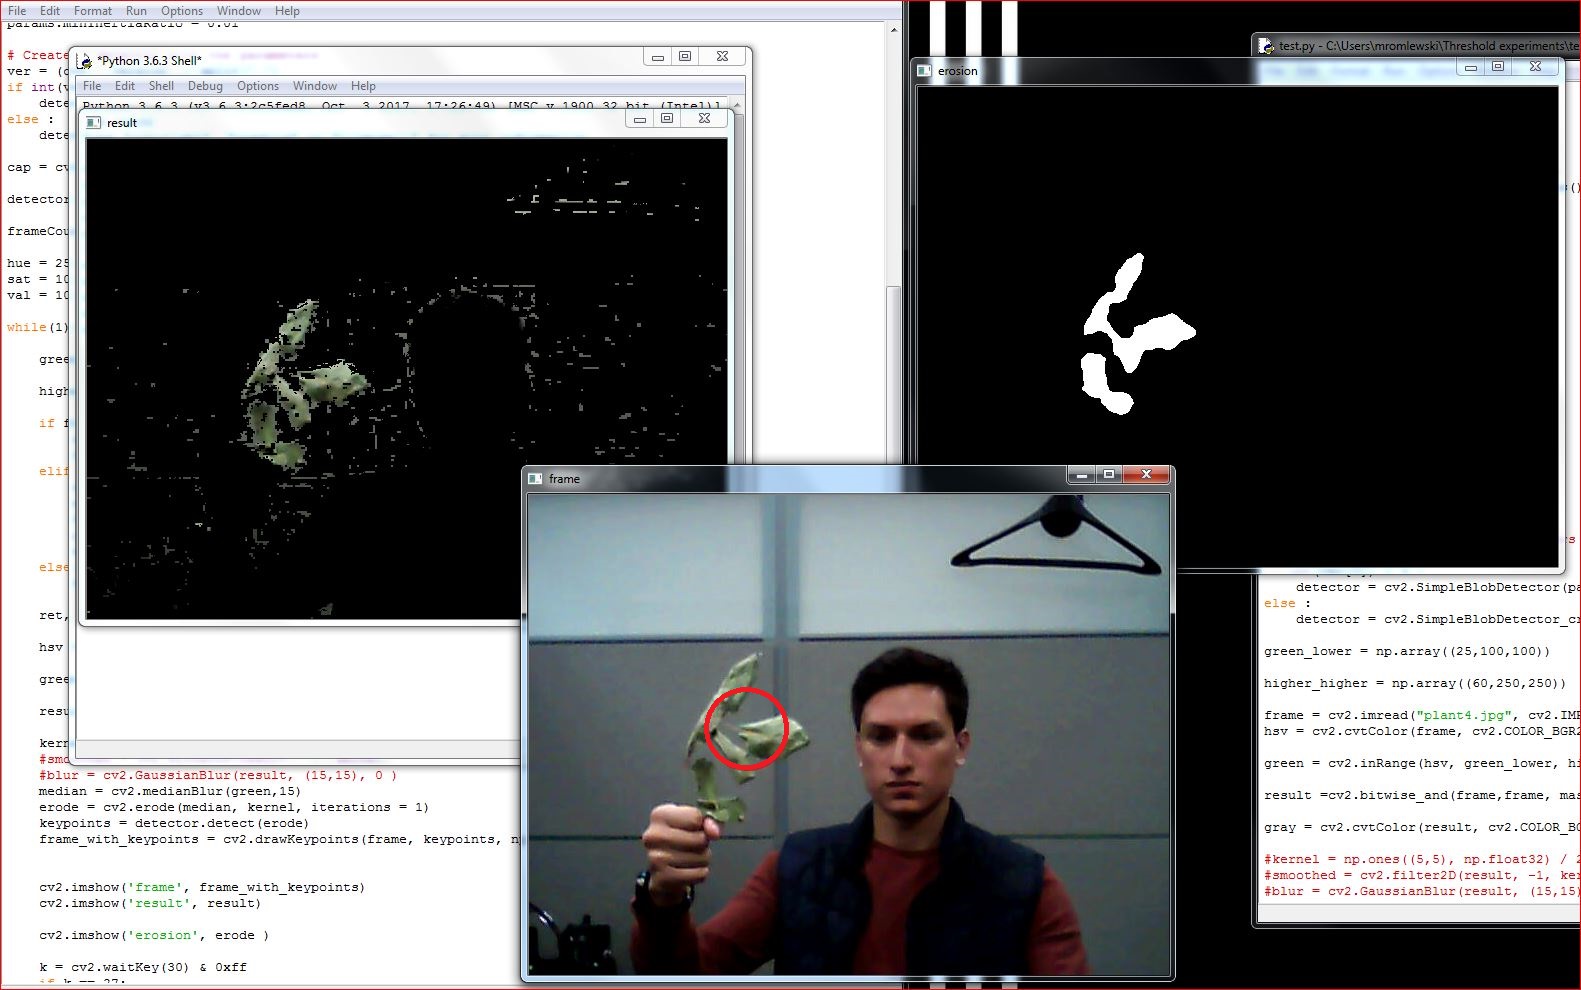 File Edit Format Run Options Window Help
params.minInertiaRatio = 0.01
# Create
ver = (
if int(v
dete
else :
dete
cap = cv
detector
frameCou
hue = 25
sat = 10
val = 10
while(1)
gree
high
if f
elif
else
ret,
hsv
gree
resu
kern
#smo
#blur = cv2.GaussianBlur(result, (15,15), 0 )
median = cv2.medianBlur(green,15)
erode = cv2.erode(median, kernel, iterations = 1)
keypoints = detector.detect(erode)
frame_with_keypoints = cv2.drawKeypoints(frame, keypoints, n
cv2.imshow('frame', frame_with_keypoints)
cv2.imshow('result', result)
cv2.imshow('erosion', erode )
k = cv2.waitKey(30) & 0xff
if k == 27:
*Python 3.6.3 Shell*
File Edit Shell Debug Options Window Help
Python 3.6.3 (v3.6.3:2c5fed8, Oct 3 2017, 17:26:49) [MSC v.1900 32 bit (Intel)]
result
erosion
frame
test.py - C:\Users\mromlewski\Threshold experiments\te
()
s
detector = cv2.SimpleBlobDetector(pa
else :
detector = cv2.SimpleBlobDetector_cr
green_lower = np.array((25,100,100))
higher_higher = np.array((60,250,250))
frame = cv2.imread("plant4.jpg", cv2.IMR
hsv = cv2.cvtColor(frame, cv2.COLOR_BGR2
green = cv2.inRange(hsv, green_lower, hi
result =cv2.bitwise_and(frame,frame, mas
gray = cv2.cvtColor(result, cv2.COLOR_BG
#kernel = np.ones((5,5), np.float32) / 2
#smoothed = cv2.filter2D(result, -1, ker
#blur = cv2.GaussianBlur(result, (15,15)